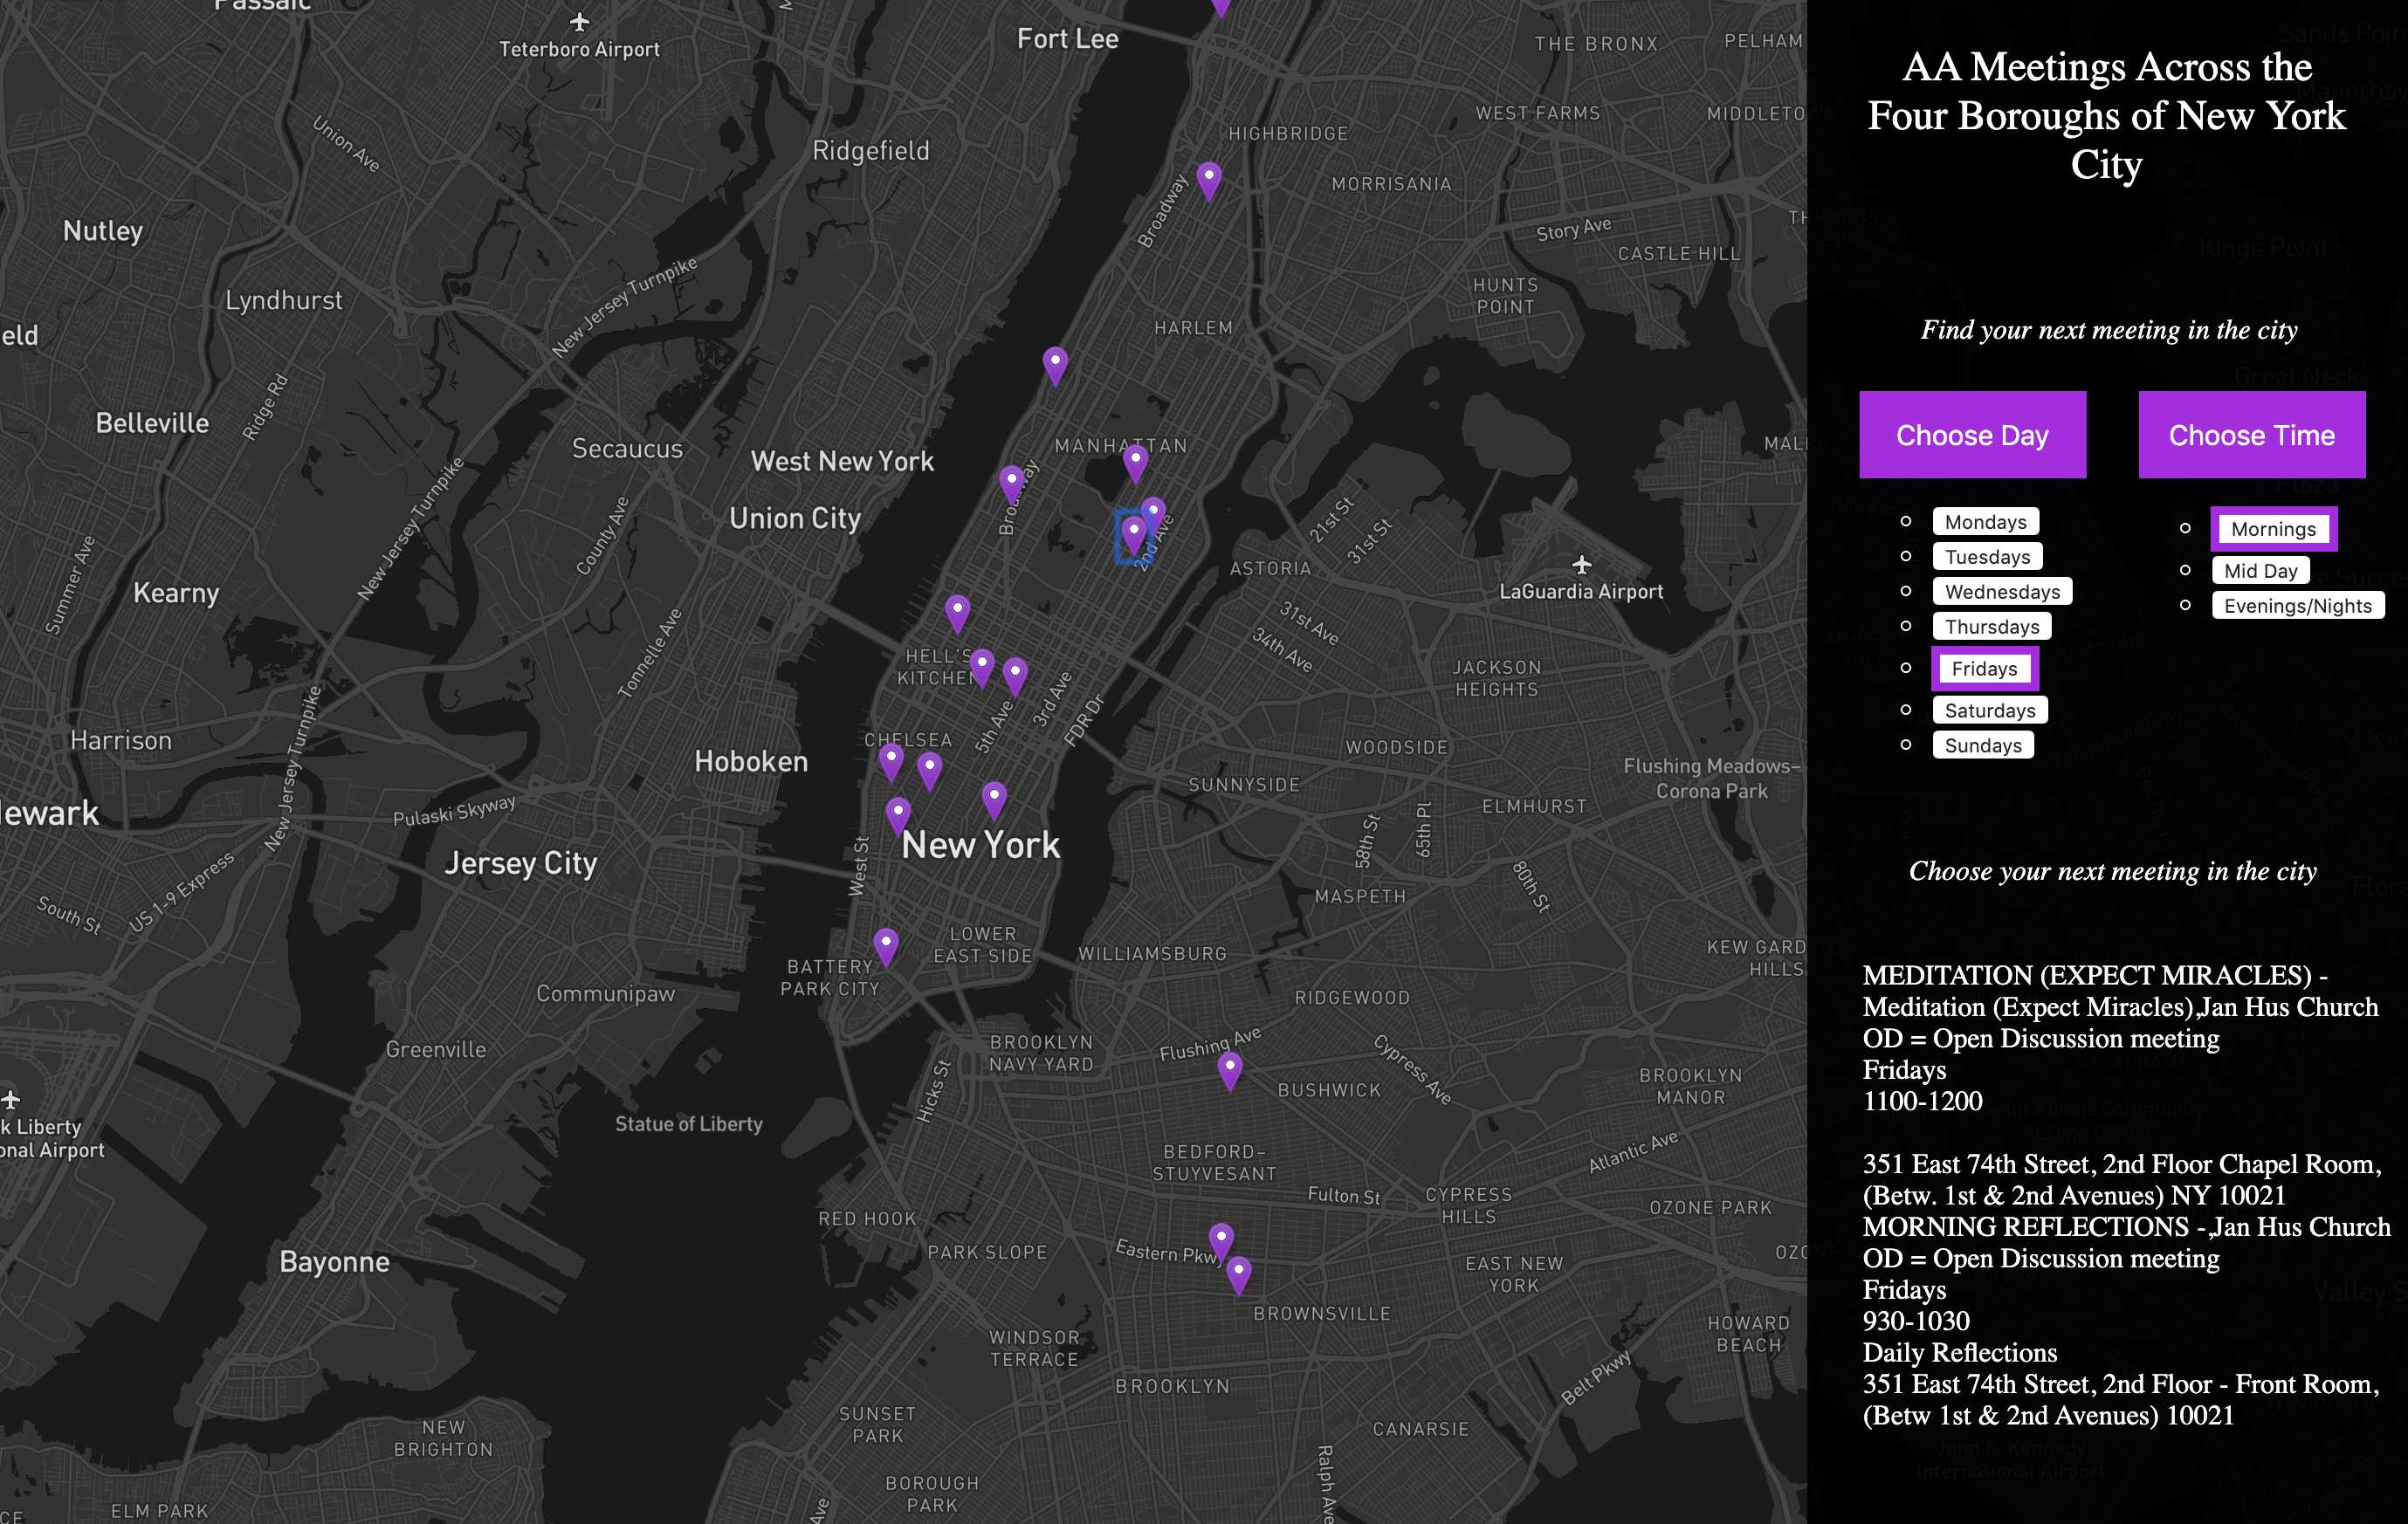 Passaic
Teterboro Airport
Fort Lee
THE BRONX
PELHAM
Union Ave
Ridgefield
WEST FARMS
MIDDLETOWN
HIGHBRIDGE
MORRISANIA
Broadway
Nutley
Story Ave
CASTLE HILL
THROGGS
NECK
Lyndhurst
New Jersey Turnpike
HUNTS
POINT
eld
HARLEM
Ridge Rd
Belleville
Secaucus
West New York
MANHATTAN
Broadway
Union City
County Ave
New Jersey Turnpike
2nd Ave
21st St
31st St
ASTORIA
LaGuardia Airport
Summer Ave
Kearny
Tonnelle Ave
31st Ave
34th Ave
HELL'S
KITCHEN
JACKSON
HEIGHTS
3rd Ave
5th Ave
FDR Dr
New Jersey Turnpike
Harrison
CHELSEA
Hoboken
WOODSIDE
SUNNYSIDE
Flushing Meadows–
Corona Park
ewark
Pulaski Skyway
ELMHURST
58th St
65th Pl
New York
West St
Jersey City
80th St
US 1-9 Express
South St
MASPETH
LOWER
EAST SIDE
WILLIAMSBURG
KEW GARDENS
HILLS
BATTERY
PARK CITY
Communipaw
RIDGEWOOD
Greenville
BROOKLYN
NAVY YARD
Flushing Ave
Cypress Ave
Hicks St
BUSHWICK
BROOKLYN
MANOR
k Liberty
onal Airport
Statue of Liberty
BEDFORD–
STUYVESANT
Atlantic Ave
Fulton St
CYPRESS
HILLS
OZONE PARK
RED HOOK
Eastern Pkwy
PARK SLOPE
Bayonne
EAST NEW
YORK
BROWNSVILLE
WINDSOR
TERRACE
HOWARD
BEACH
Belt Pkwy
BROOKLYN
SUNSET
PARK
CANARSIE
NEW
BRIGHTON
Ralph Ave
BOROUGH
PARK
ELM PARK
Ave
CE
AA Meetings Across the
Four Boroughs of New York
City
Kings Point
Find your next meeting in the city
Great Neck
Choose Day
Choose Time
Plaza
Mondays
Tuesdays
Wednesdays
Thursdays
Fridays
Saturdays
Sundays
Mornings
Mid Day
Evenings/Nights
Choose your next meeting in the city
MEDITATION (EXPECT MIRACLES) -
Meditation (Expect Miracles),Jan Hus Church
OD = Open Discussion meeting
Fridays
1100-1200
351 East 74th Street, 2nd Floor Chapel Room,
(Betw. 1st & 2nd Avenues) NY 10021
MORNING REFLECTIONS -,Jan Hus Church
OD = Open Discussion meeting
Fridays
930-1030
Daily Reflections
351 East 74th Street, 2nd Floor - Front Room,
(Betw 1st & 2nd Avenues) 10021
John F. Kennedy
International Airport